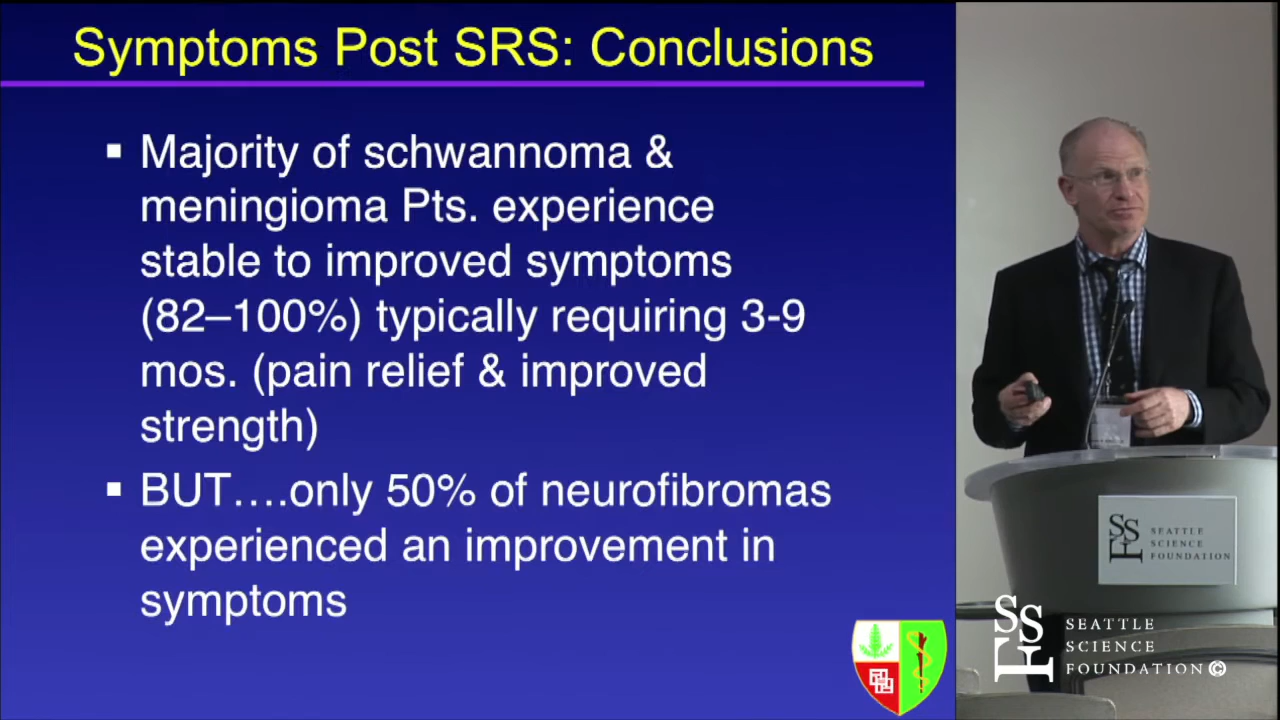 Symptoms Post SRS: Conclusions
Majority of schwannoma &
meningioma Pts. experience
stable to improved symptoms
(82–100%) typically requiring 3-9
mos. (pain relief & improved
strength)
BUT….only 50% of neurofibromas
experienced an improvement in
symptoms
SSF
SEATTLE
SCIENCE
FOUNDATION
SSF
SEATTLE
SCIENCE
FOUNDATION©